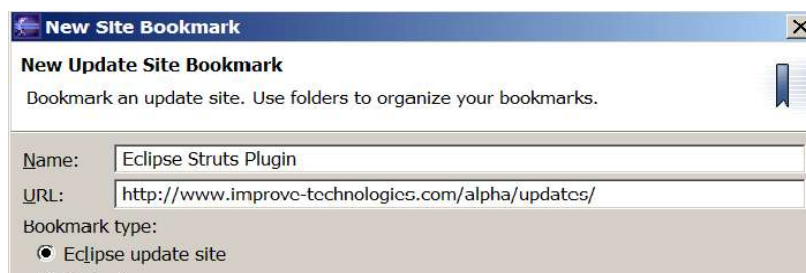 New Site Bookmark
New Update Site Bookmark
Bookmark an update site. Use folders to organize your bookmarks.
Name: Eclipse Struts Plugin
URL: http://www.improve-technologies.com/alpha/updates/
Bookmark type:
Eclipse update site